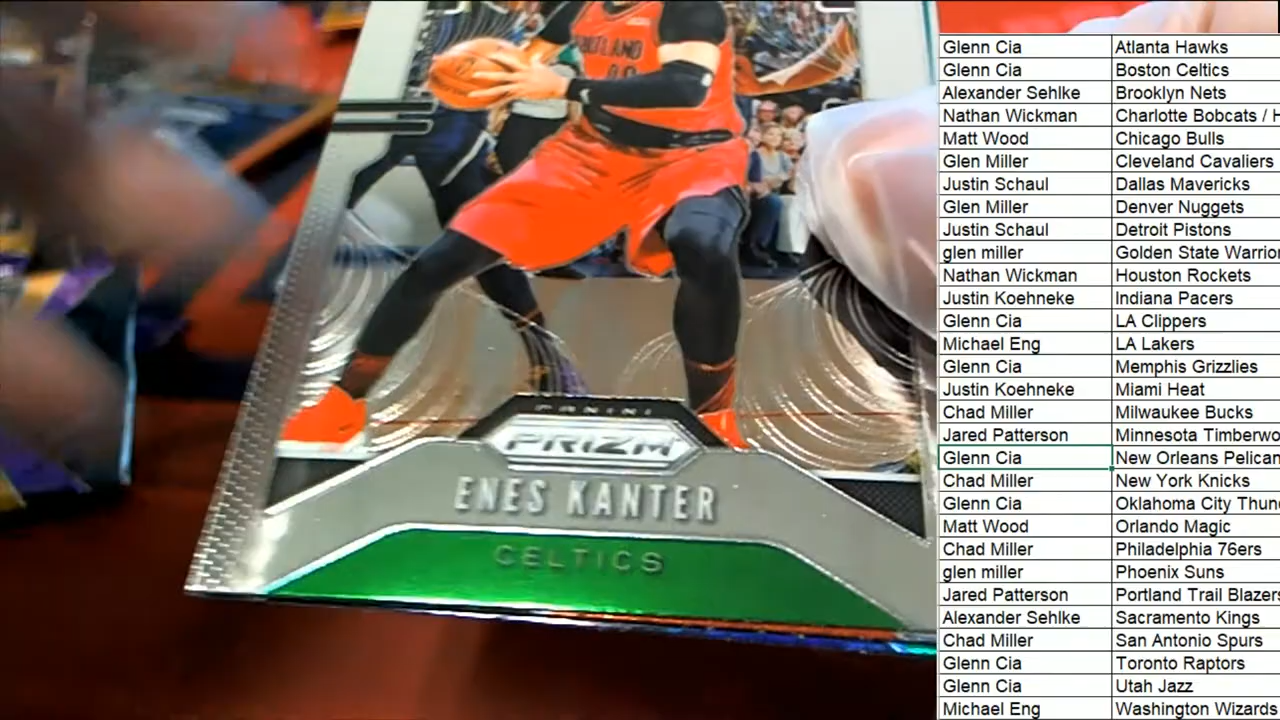 PORTLAND
PANINI
PRIZM
ENES KANTER
CELTICS
Glenn Cia Atlanta Hawks
Glenn Cia Boston Celtics
Alexander Sehlke Brooklyn Nets
Nathan Wickman Charlotte Bobcats / H
Matt Wood Chicago Bulls
Glen Miller Cleveland Cavaliers
Justin Schaul Dallas Mavericks
Glen Miller Denver Nuggets
Justin Schaul Detroit Pistons
glen miller Golden State Warrior
Nathan Wickman Houston Rockets
Justin Koehneke Indiana Pacers
Glenn Cia LA Clippers
Michael Eng LA Lakers
Glenn Cia Memphis Grizzlies
Justin Koehneke Miami Heat
Chad Miller Milwaukee Bucks
Jared Patterson Minnesota Timberwo
Glenn Cia New Orleans Pelican
Chad Miller New York Knicks
Glenn Cia Oklahoma City Thun
Matt Wood Orlando Magic
Chad Miller Philadelphia 76ers
glen miller Phoenix Suns
Jared Patterson Portland Trail Blazers
Alexander Sehlke Sacramento Kings
Chad Miller San Antonio Spurs
Glenn Cia Toronto Raptors
Glenn Cia Utah Jazz
Michael Eng Washington Wizards